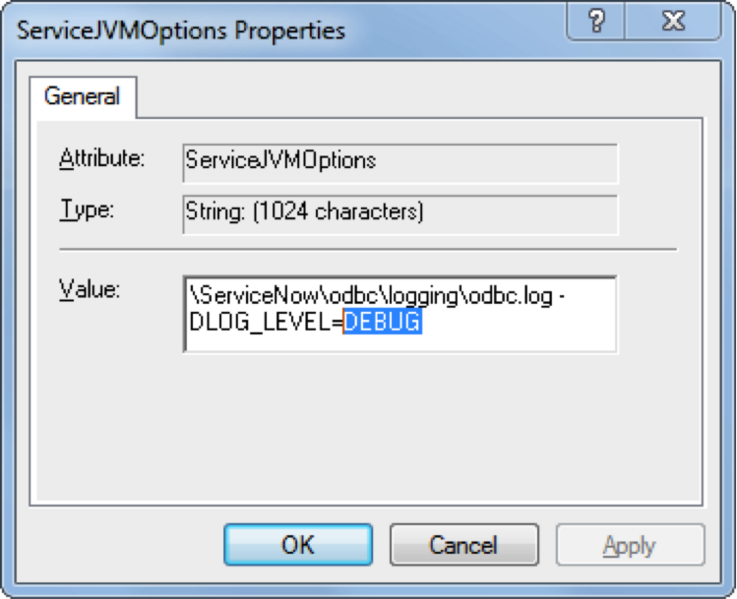 ServiceJVMOptions Properties
General
Attribute: ServiceJVMOptions
Type: String: (1024 characters)
Value: \ServiceNow\odbc\logging\odbc.log -
DLOG_LEVEL=DEBUG
OK Cancel Apply